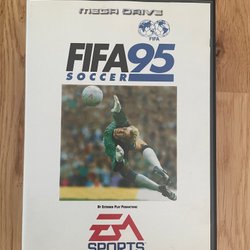 MEGA DRIVE
FIFA
FIFA 95
SOCCER
BY EXTENDED PLAY PRODUCTIONS
EA
SPORTS